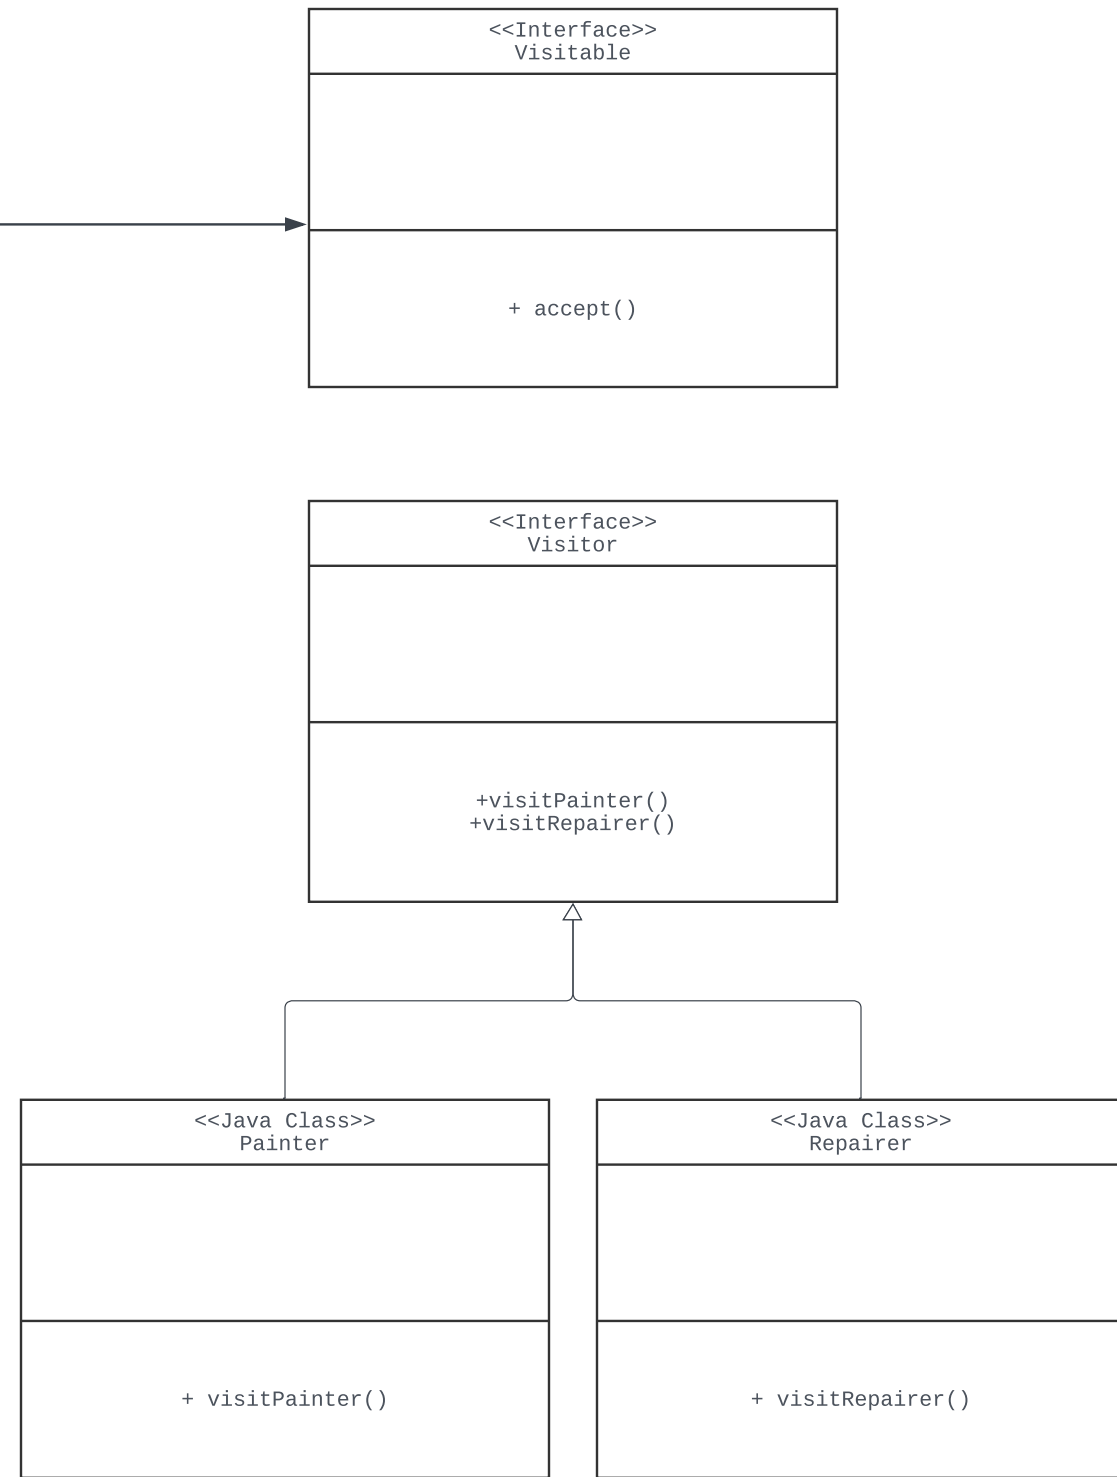 <<Interface>>
Visitable
+ accept()
<<Interface>>
Visitor
+visitPainter()
+visitRepairer()
<<Java Class>>
Painter
+ visitPainter()
<<Java Class>>
Repairer
+ visitRepairer()